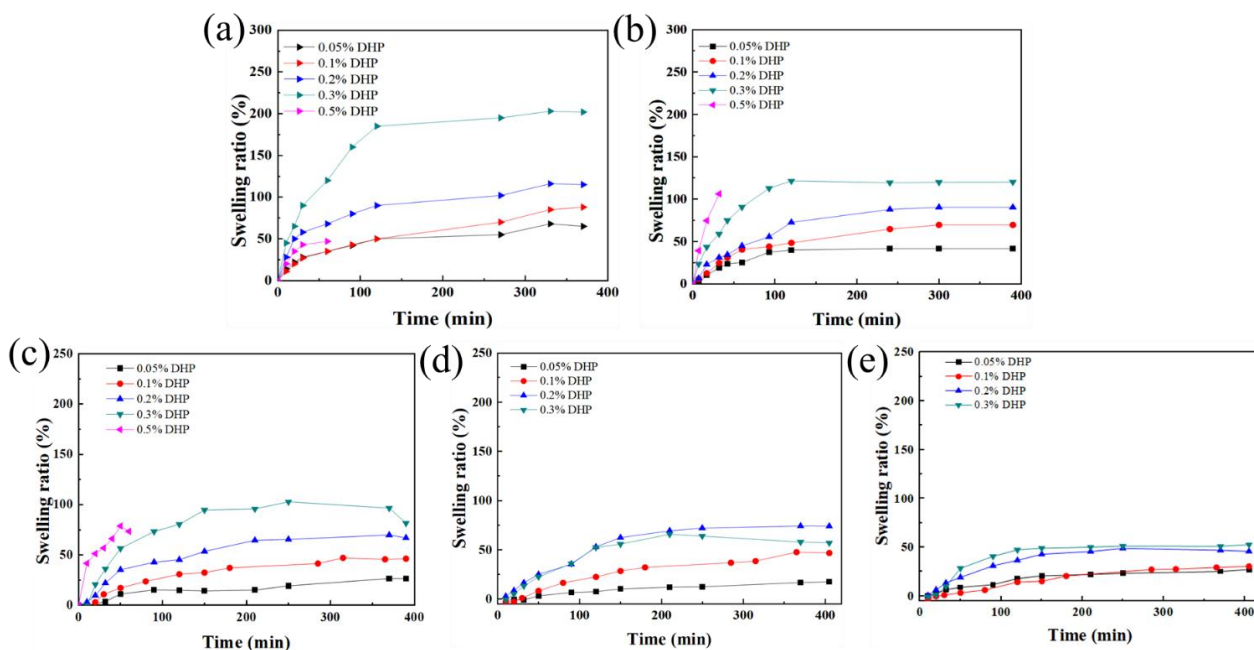 (a)
300
250
200
150
100
50
0
0 100 200 300 400
Swelling ratio (%)
Time (min)
0.05% DHP
0.1% DHP
0.2% DHP
0.3% DHP
0.5% DHP
(b)
300
250
200
150
100
50
0
0 100 200 300 400
Swelling ratio (%)
Time (min)
0.05% DHP
0.1% DHP
0.2% DHP
0.3% DHP
0.5% DHP
(c)
250
200
150
100
50
0
0 100 200 300 400
Swelling ratio (%)
Time (min)
0.05% DHP
0.1% DHP
0.2% DHP
0.3% DHP
0.5% DHP
(d)
250
200
150
100
50
0
0 100 200 300 400
Swelling ratio (%)
Time (min)
0.05% DHP
0.1% DHP
0.2% DHP
0.3% DHP
(e)
250
200
150
100
50
0
0 100 200 300 400
Swelling ratio (%)
Time (min)
0.05% DHP
0.1% DHP
0.2% DHP
0.3% DHP